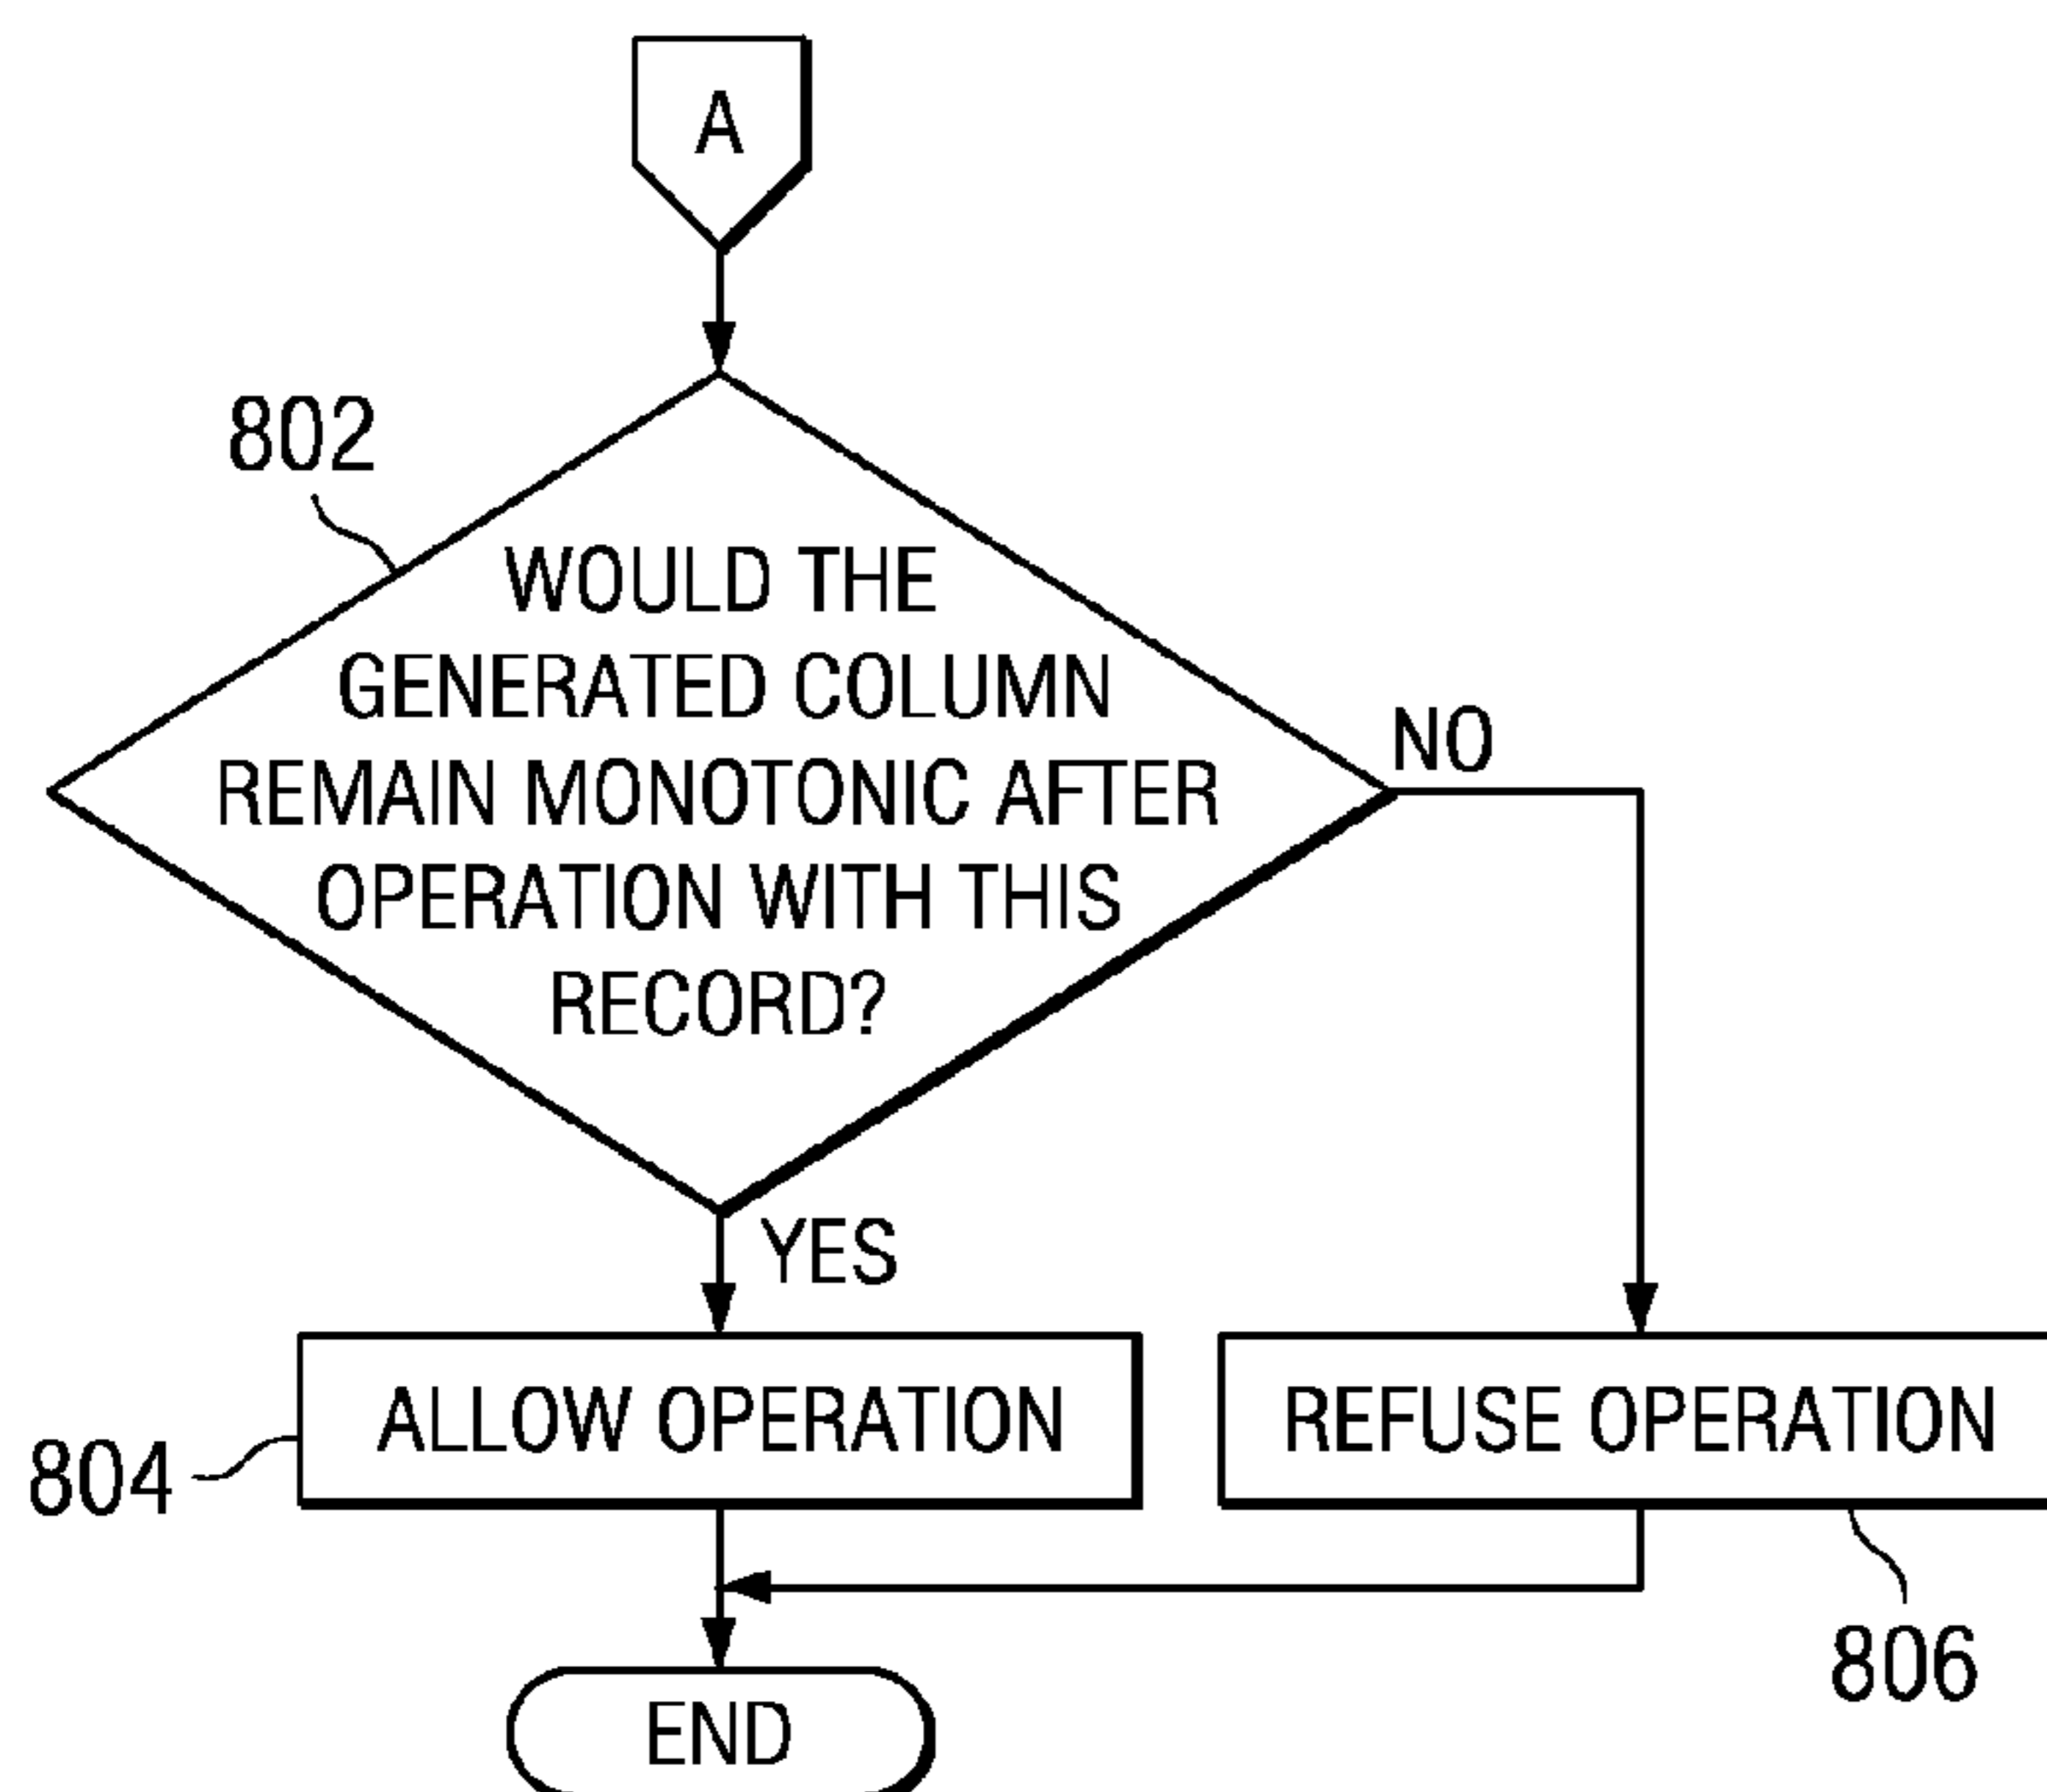 A
802
WOULD THE
GENERATED COLUMN
REMAIN MONOTONIC AFTER
OPERATION WITH THIS
RECORD?
NO
YES
ALLOW OPERATION
REFUSE OPERATION
804
806
END